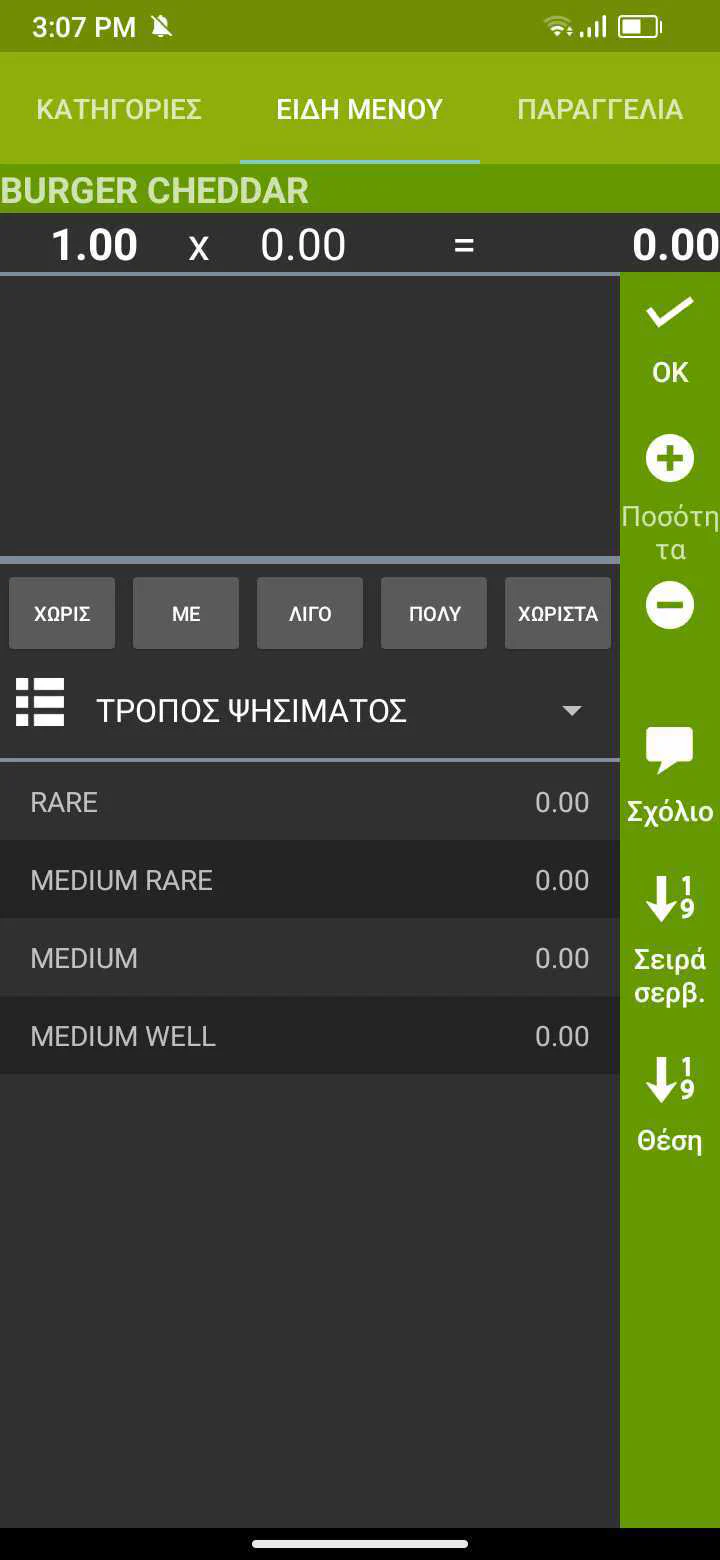 3:07 PM
ΚΑΤΗΓΟΡΙΕΣ ΕΙΔΗ ΜΕΝΟΥ ΠΑΡΑΓΓΕΛΙΑ
BURGER CHEDDAR
1.00 x 0.00 = 0.00
OK
Ποσότη
τα
ΧΩΡΙΣ ΜΕ ΛΙΓΟ ΠΟΛΥ ΧΩΡΙΣΤΑ
ΤΡΟΠΟΣ ΨΗΣΙΜΑΤΟΣ
RARE 0.00
MEDIUM RARE 0.00
MEDIUM 0.00
MEDIUM WELL 0.00
Σχόλιο
1
9
Σειρά
σερβ.
1
9
Θέση